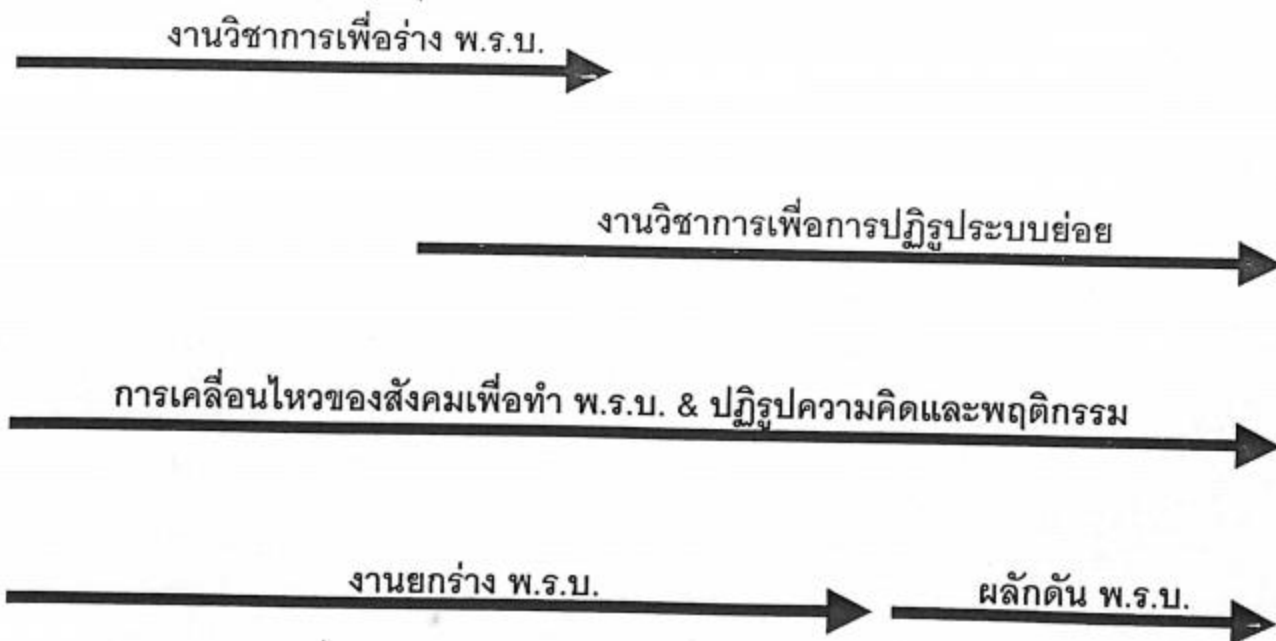 งานวิชาการเพื่อร่าง พ.ร.บ.
งานวิชาการเพื่อการปฏิรูประบบย่อย
การเคลื่อนไหวของสังคมเพื่อทำ พ.ร.บ. & ปฏิรูปความคิดและพฤติกรรม
งานยกร่าง พ.ร.บ.
ผลักดัน พ.ร.บ.